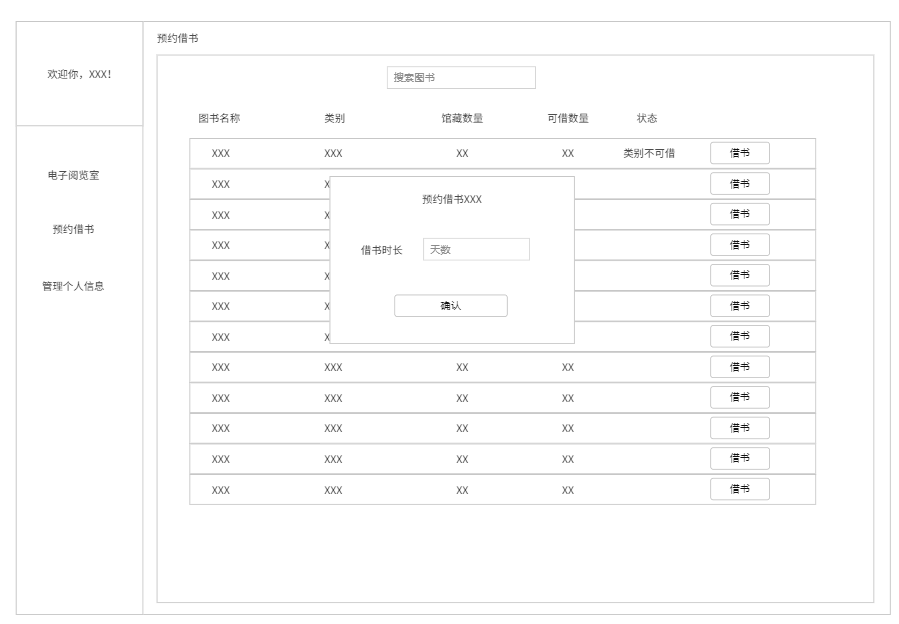 预约借书
欢迎你，XXX！
搜索图书
图书名称 类别 馆藏数量 可借数量 状态
XXX XXX XX XX 类别不可借 借书
电子阅览室
预约借书
管理个人信息
XXX X 借书
XXX X 借书
XXX X 借书
XXX X 借书
XXX X 借书
XXX X 借书
预约借书XXX
借书时长 天数
确认
XXX XXX XX XX 借书
XXX XXX XX XX 借书
XXX XXX XX XX 借书
XXX XXX XX XX 借书
XXX XXX XX XX 借书